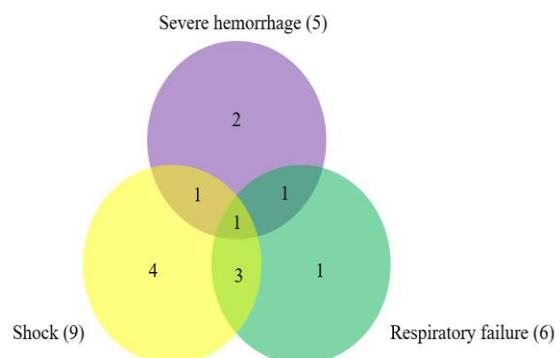 Severe hemorrhage (5)
2
1 1
1
4 3 1
Shock (9) Respiratory failure (6)